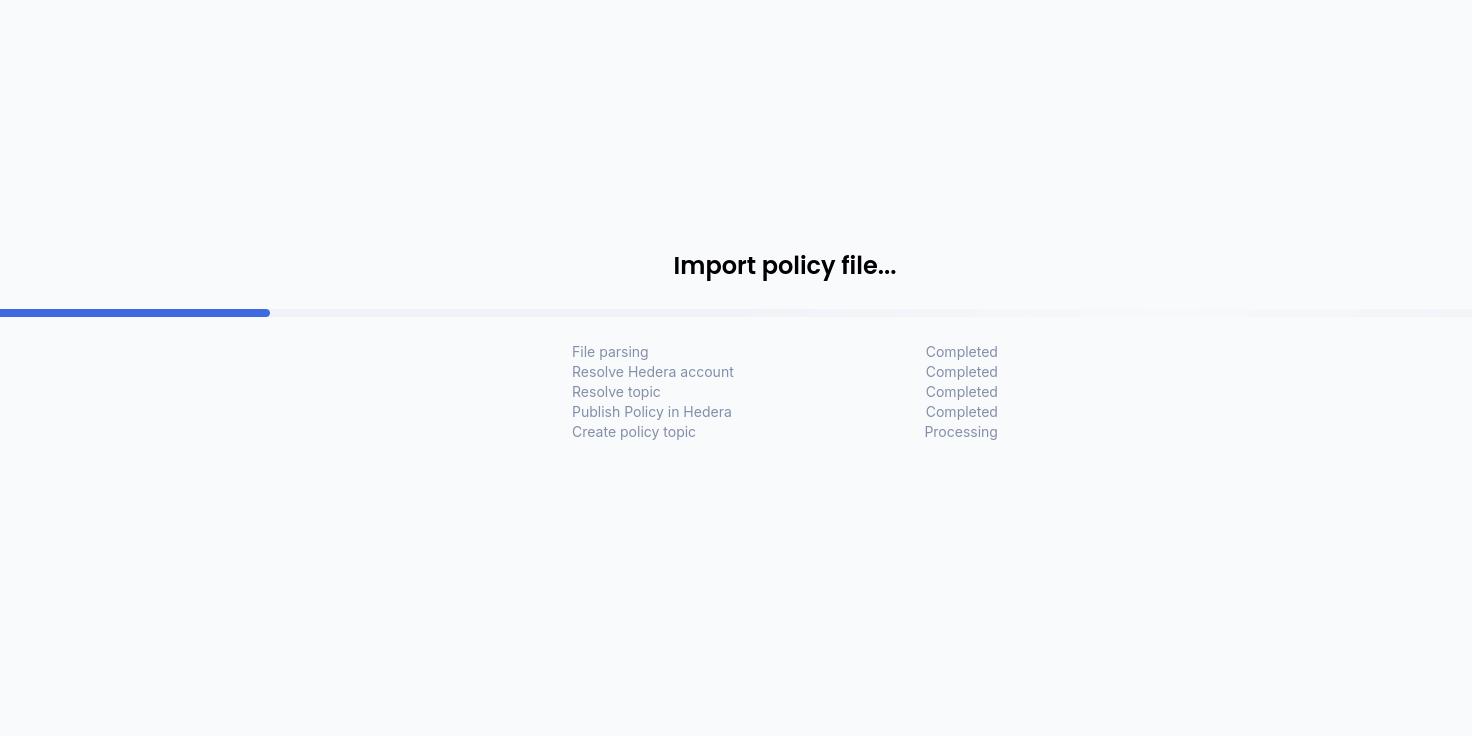 Import policy file...
File parsing Completed
Resolve Hedera account Completed
Resolve topic Completed
Publish Policy in Hedera Completed
Create policy topic Processing